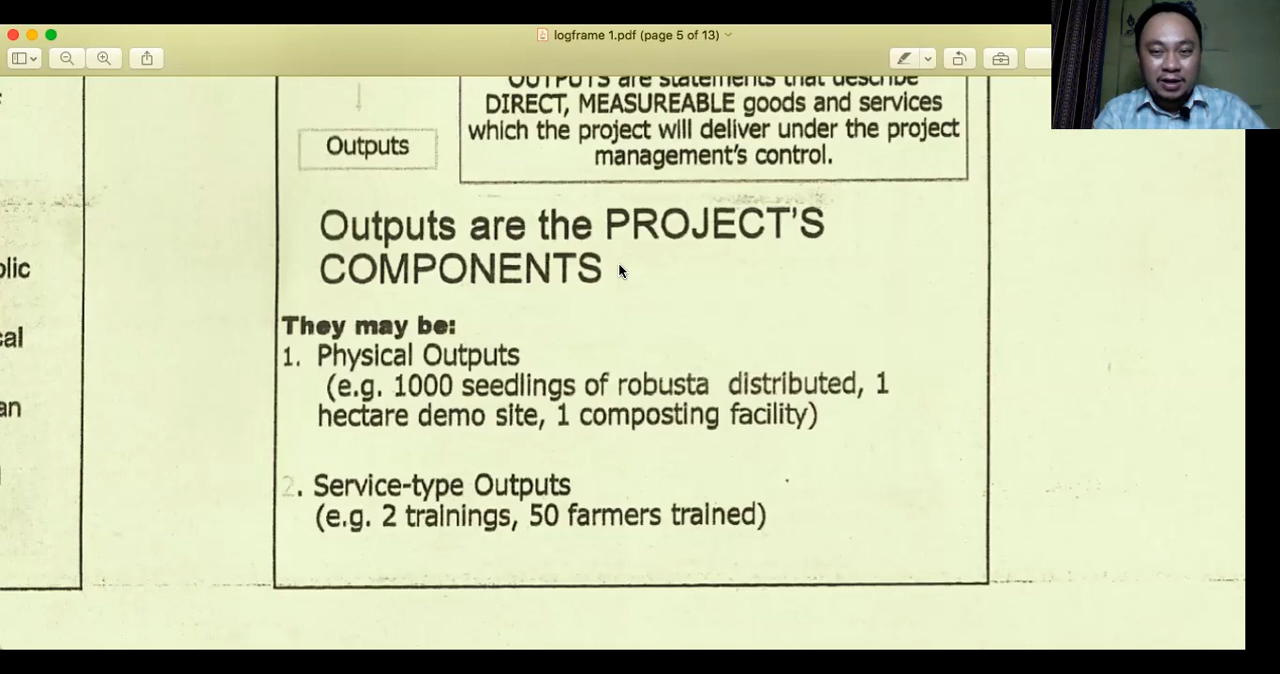 logframe 1.pdf (page 5 of 13)
OUTPUTS are statements that describe
DIRECT, MEASUREABLE goods and services
which the project will deliver under the project
management's control.
Outputs
Outputs are the PROJECT'S
COMPONENTS
They may be:
1. Physical Outputs
(e.g. 1000 seedlings of robusta distributed, 1
hectare demo site, 1 composting facility)
2. Service-type Outputs
(e.g. 2 trainings, 50 farmers trained)